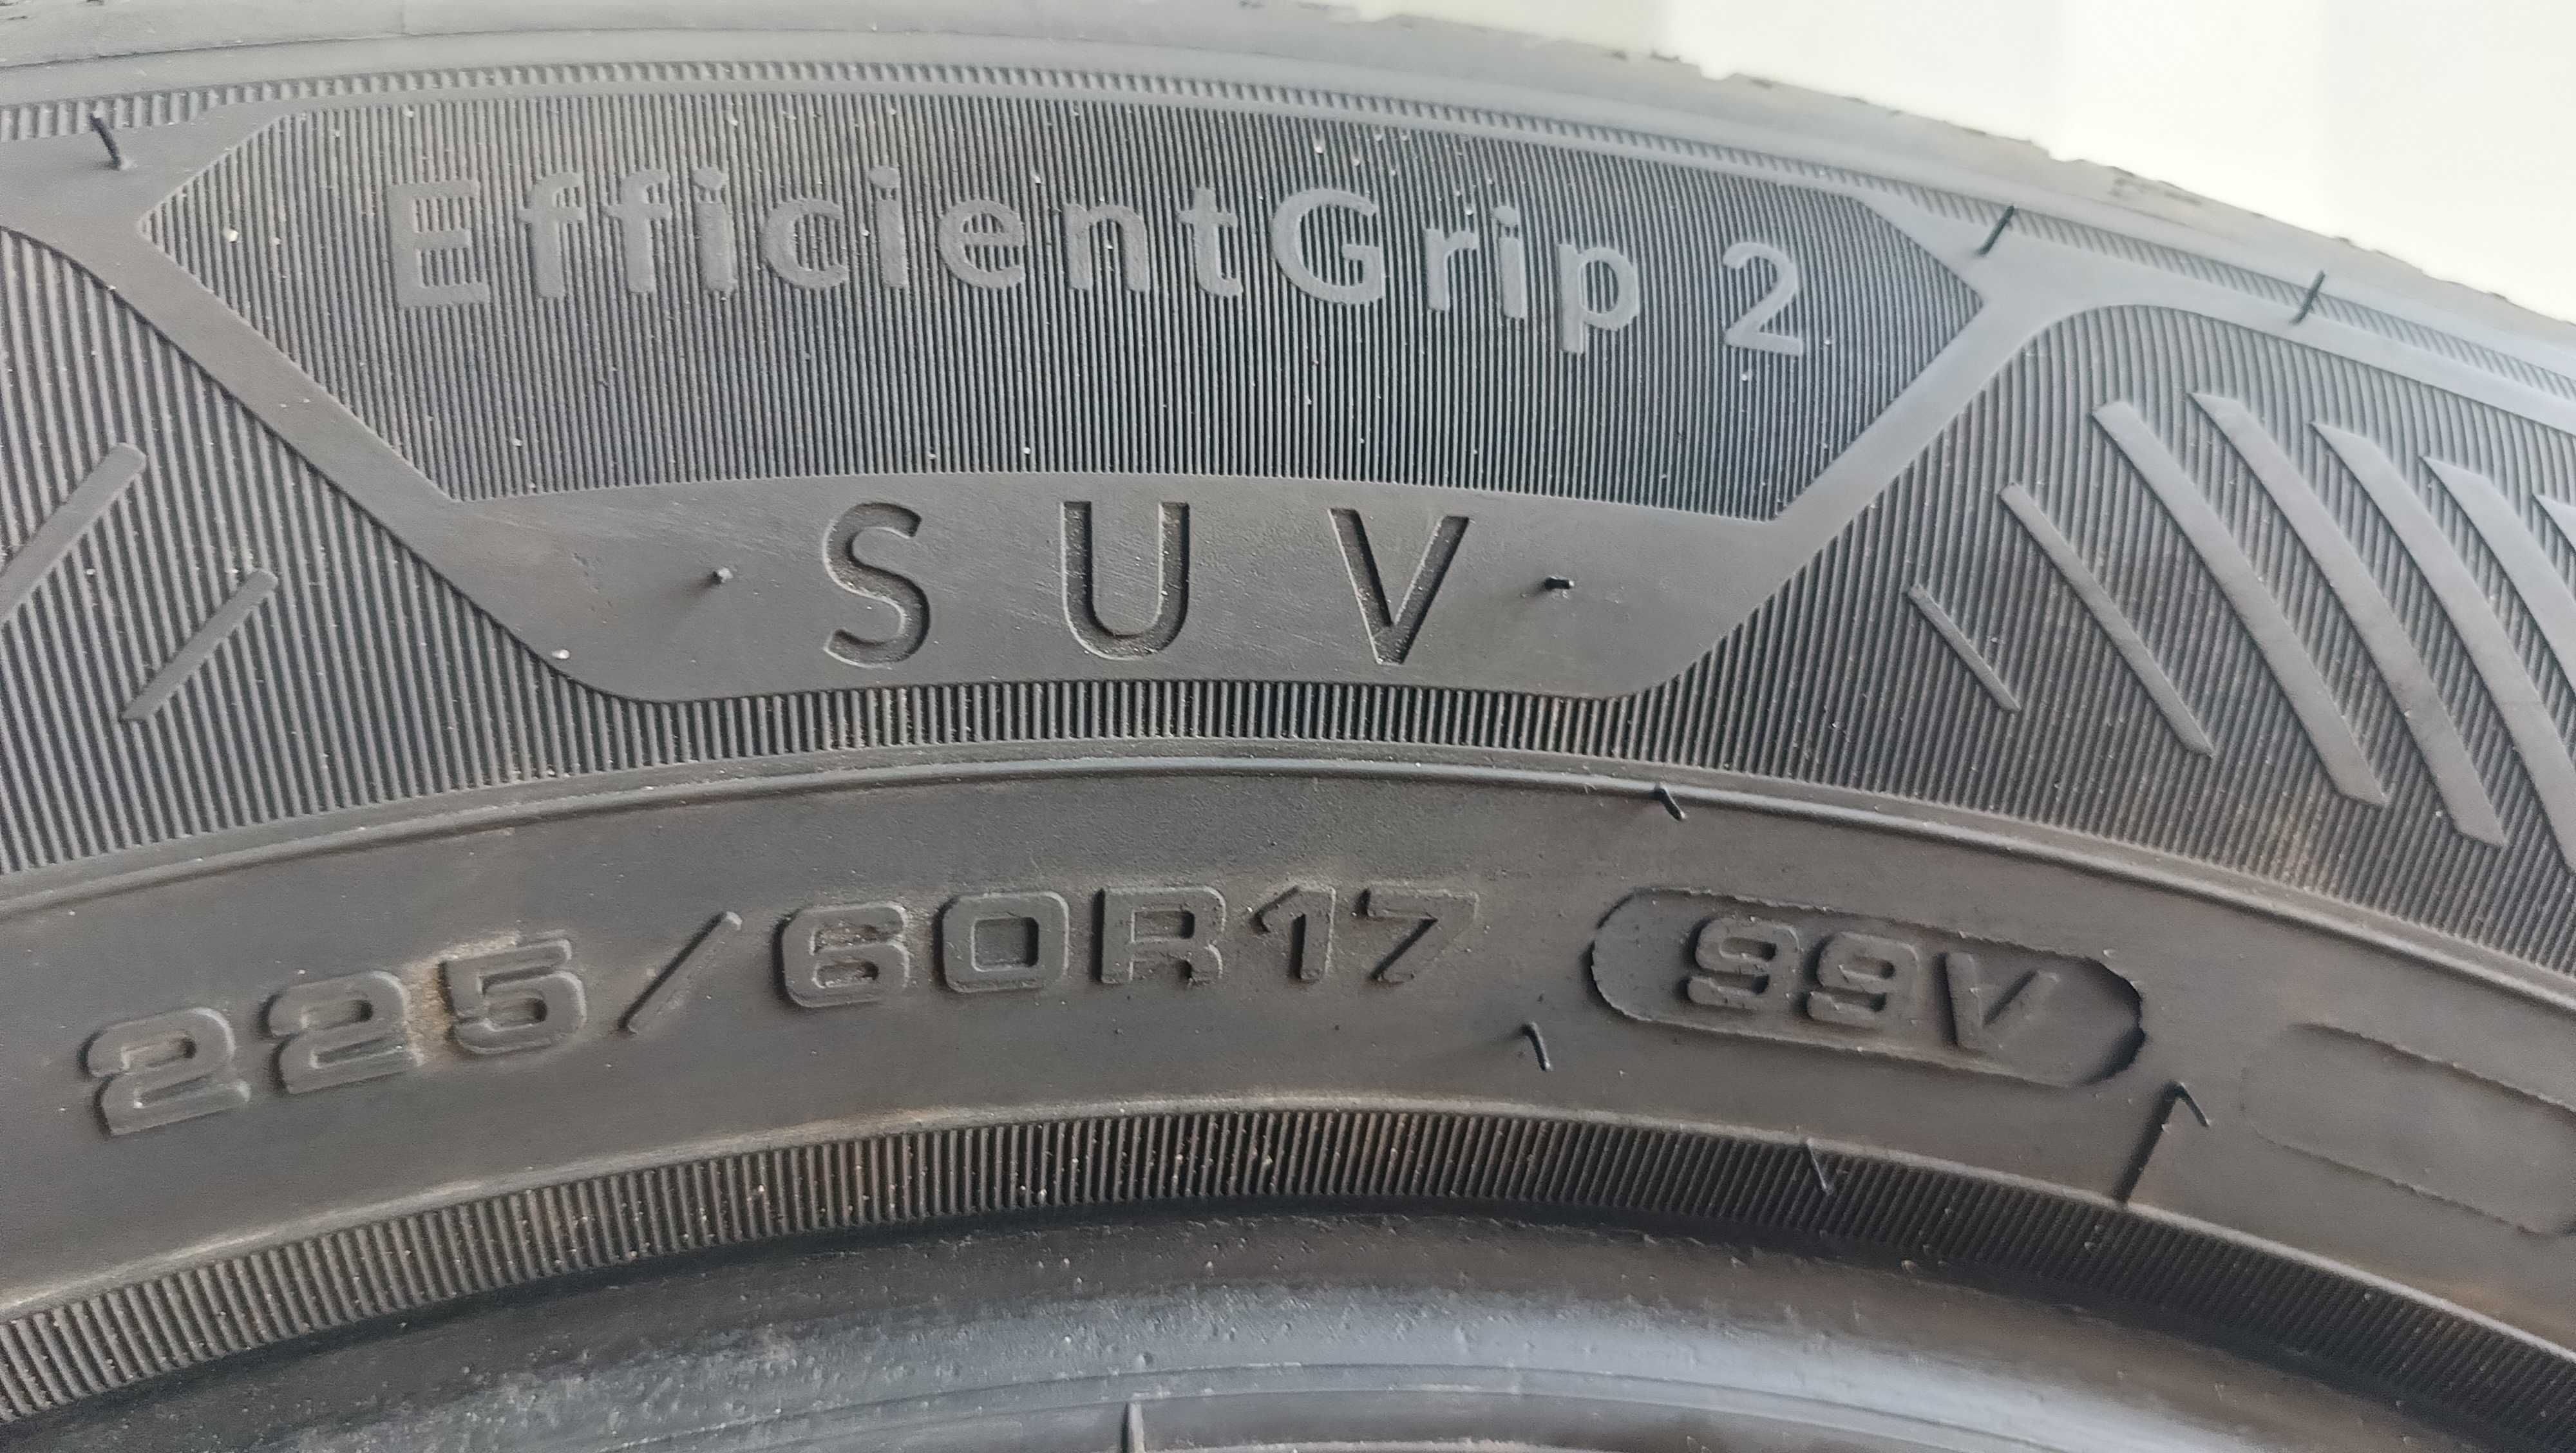 EfficientGrip 2
SUV
225/60R17 99V